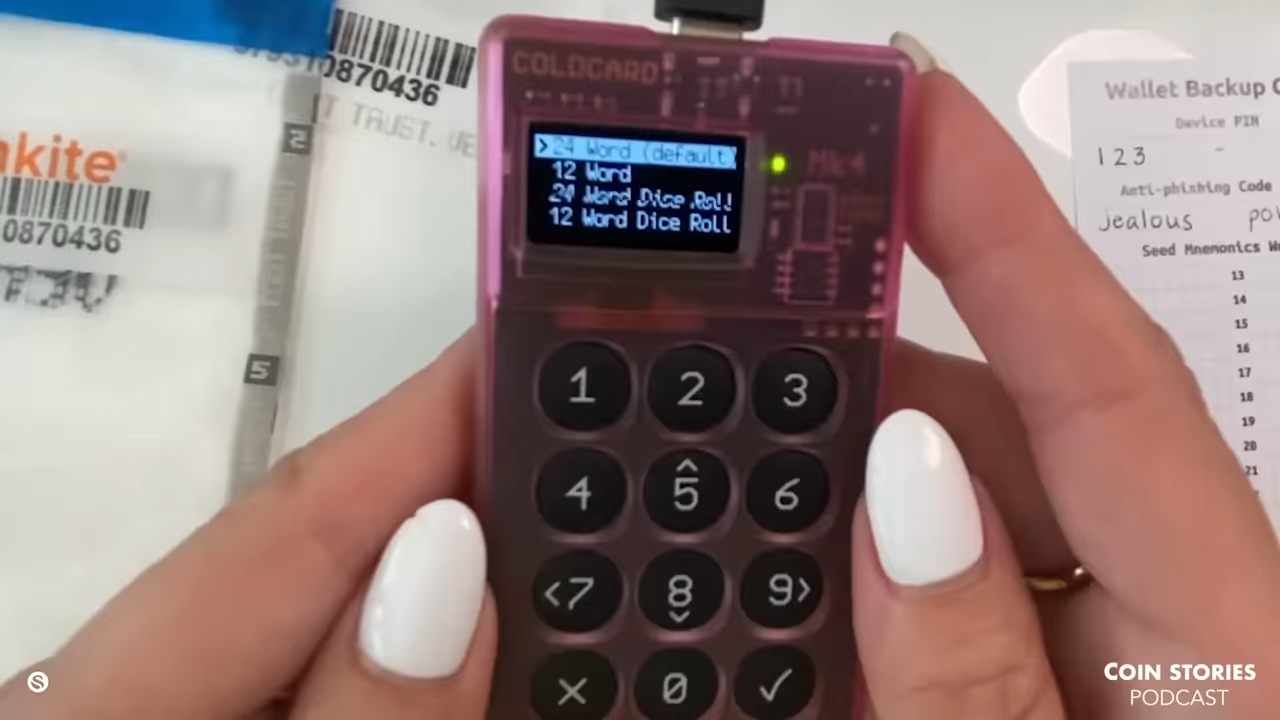 0870436
nkite
0870436
2
5
COLDCARD
Mk4
>24 Word (default)
12 Word
24 Word Dice Roll
12 Word Dice Roll
1 2 3
4 5 6
<7 8 9>
0
Wallet Backup
Device PIN
123 -
Anti-phishing Code
jealous
Seed Mnemonics
13
14
15
16
17
18
19
20
21
S
COIN STORIES
PODCAST